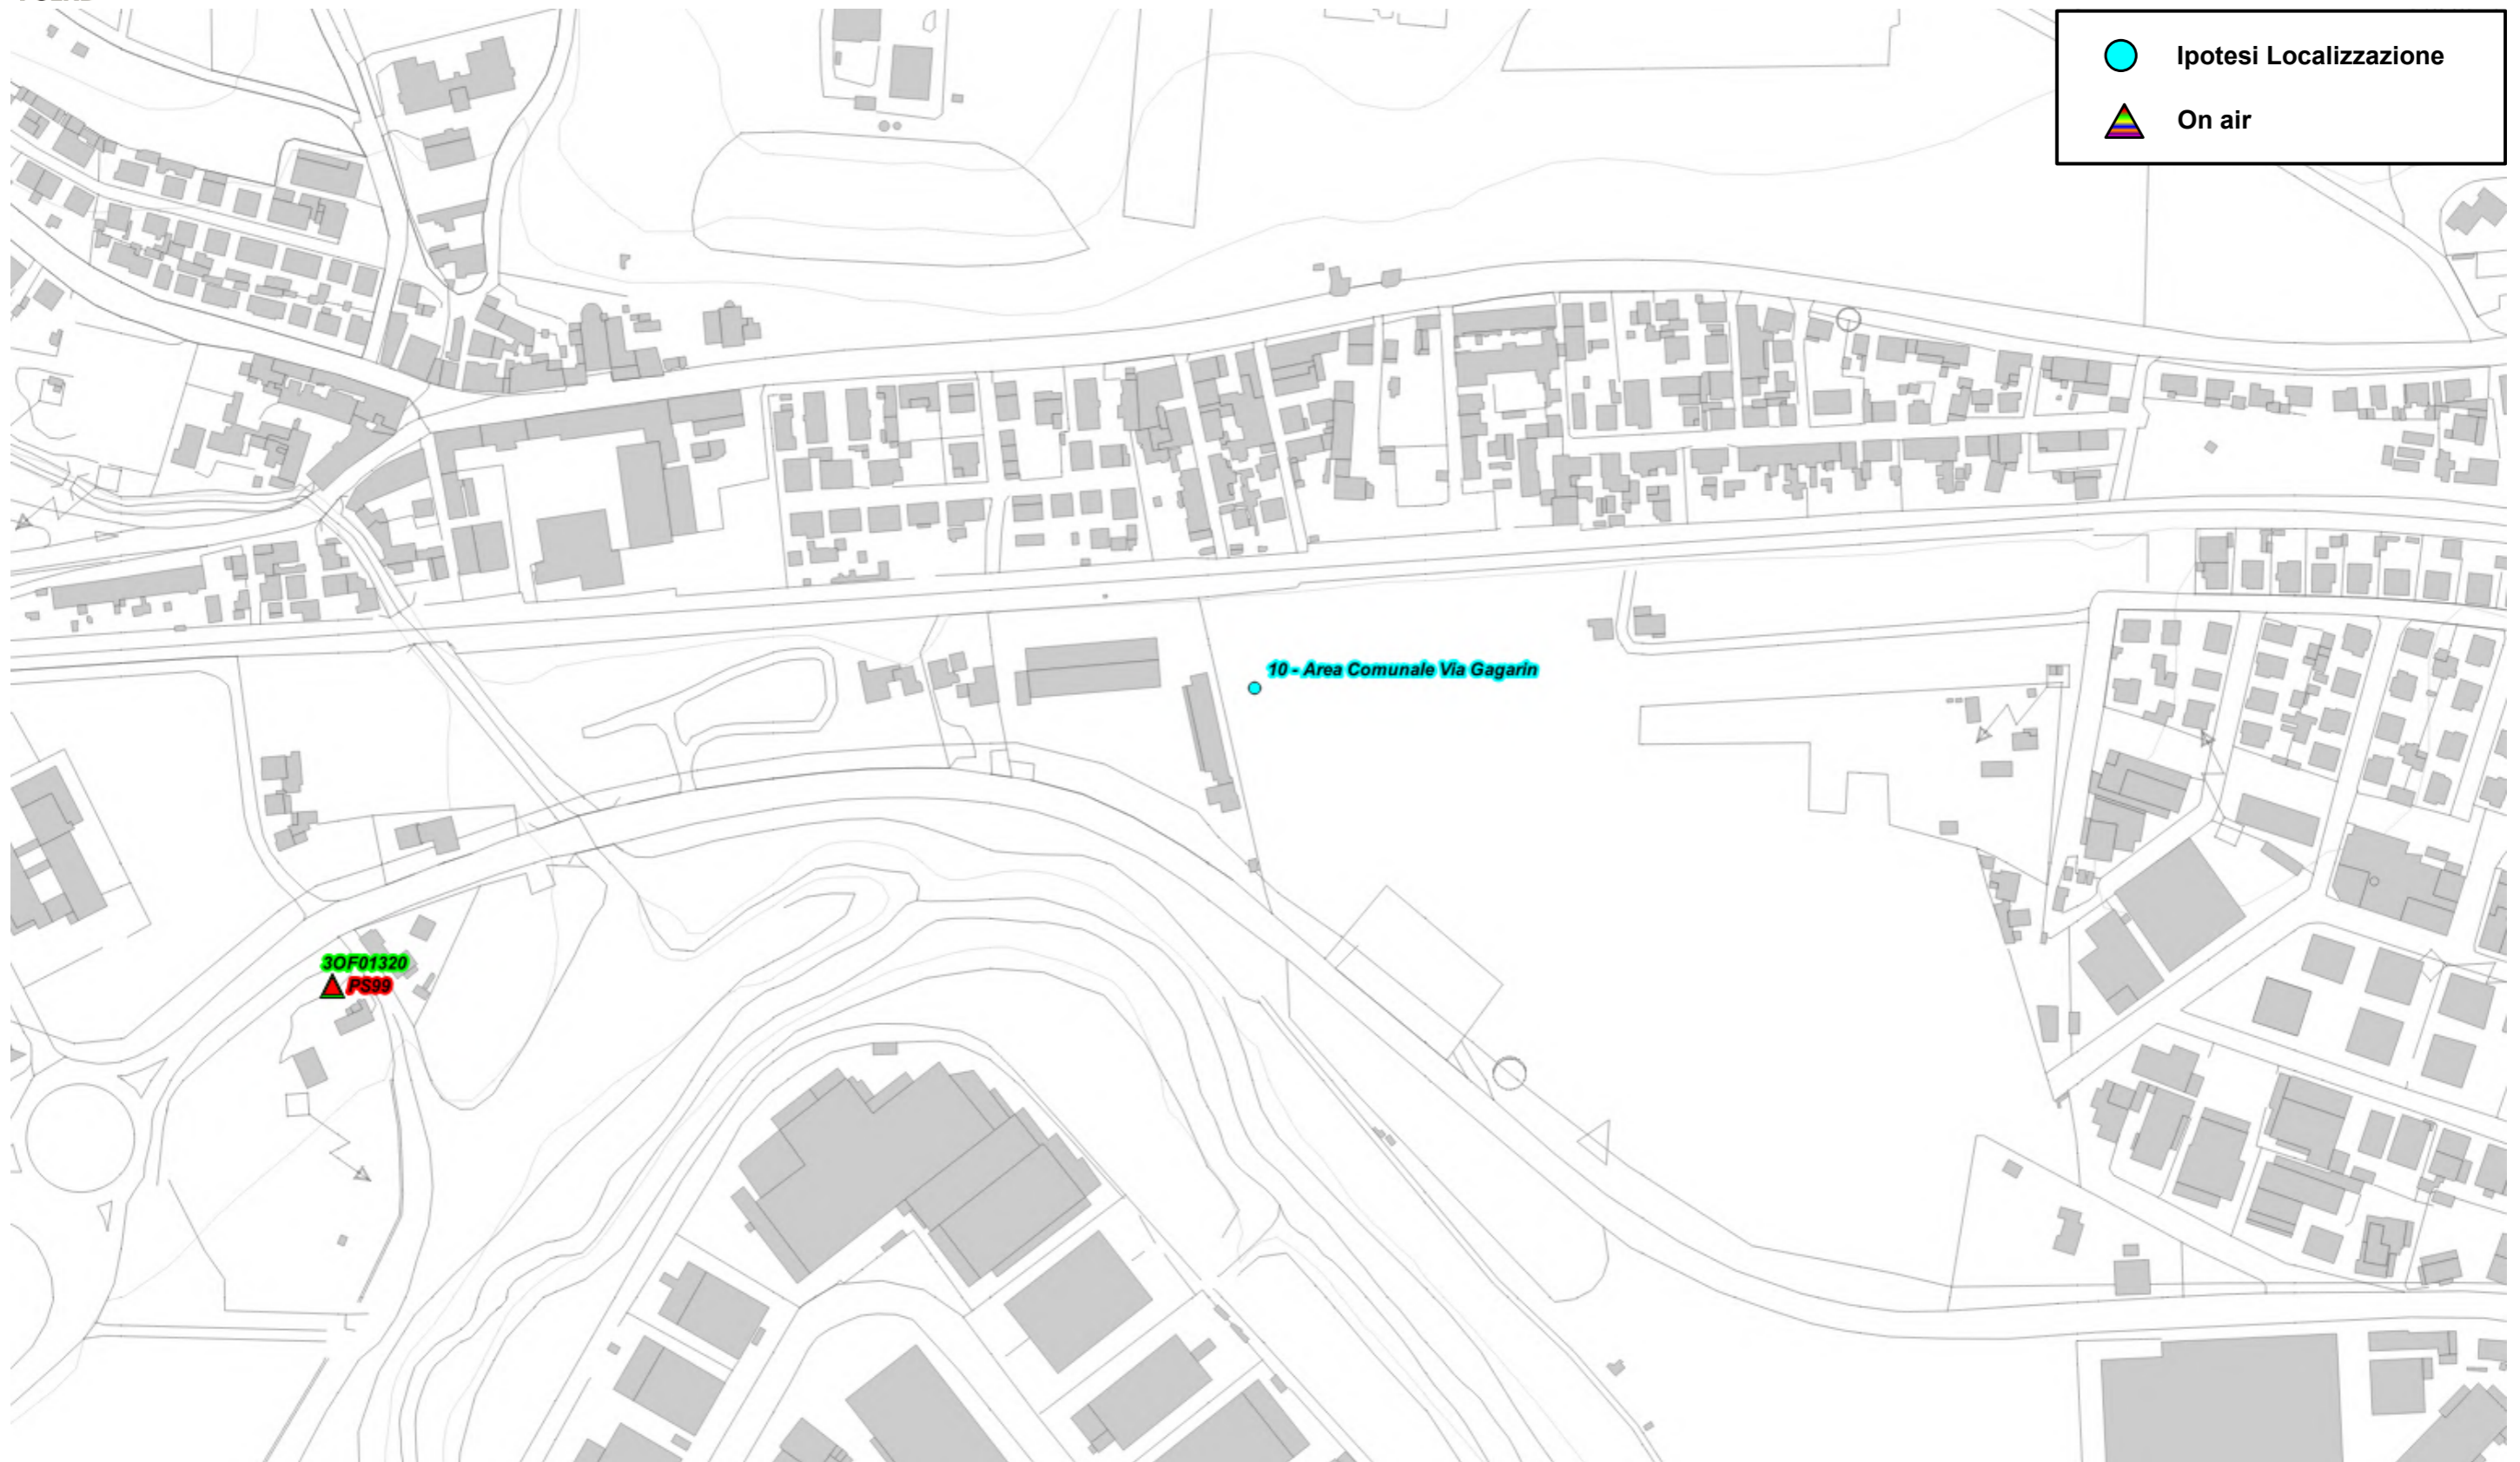 Ipotesi Localizzazione
On air
10 - Area Comunale Via Gagarin
3OF01320
PS99